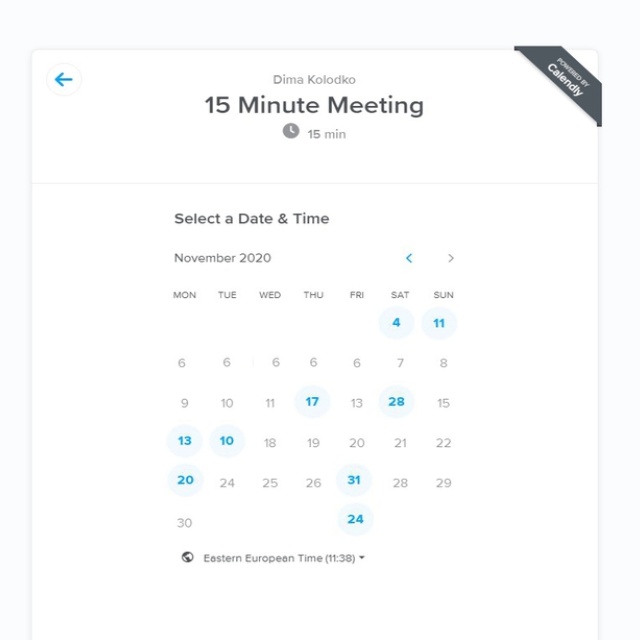 Dima Kolodko
POWERED BY
Calendly
15 Minute Meeting
15 min
Select a Date & Time
November 2020
MON TUE WED THU FRI SAT SUN
4 11
6 6 6 6 6 7 8
9 10 11 17 13 28 15
13 10 18 19 20 21 22
20 24 25 26 31 28 29
30 24
Eastern European Time (11:38)